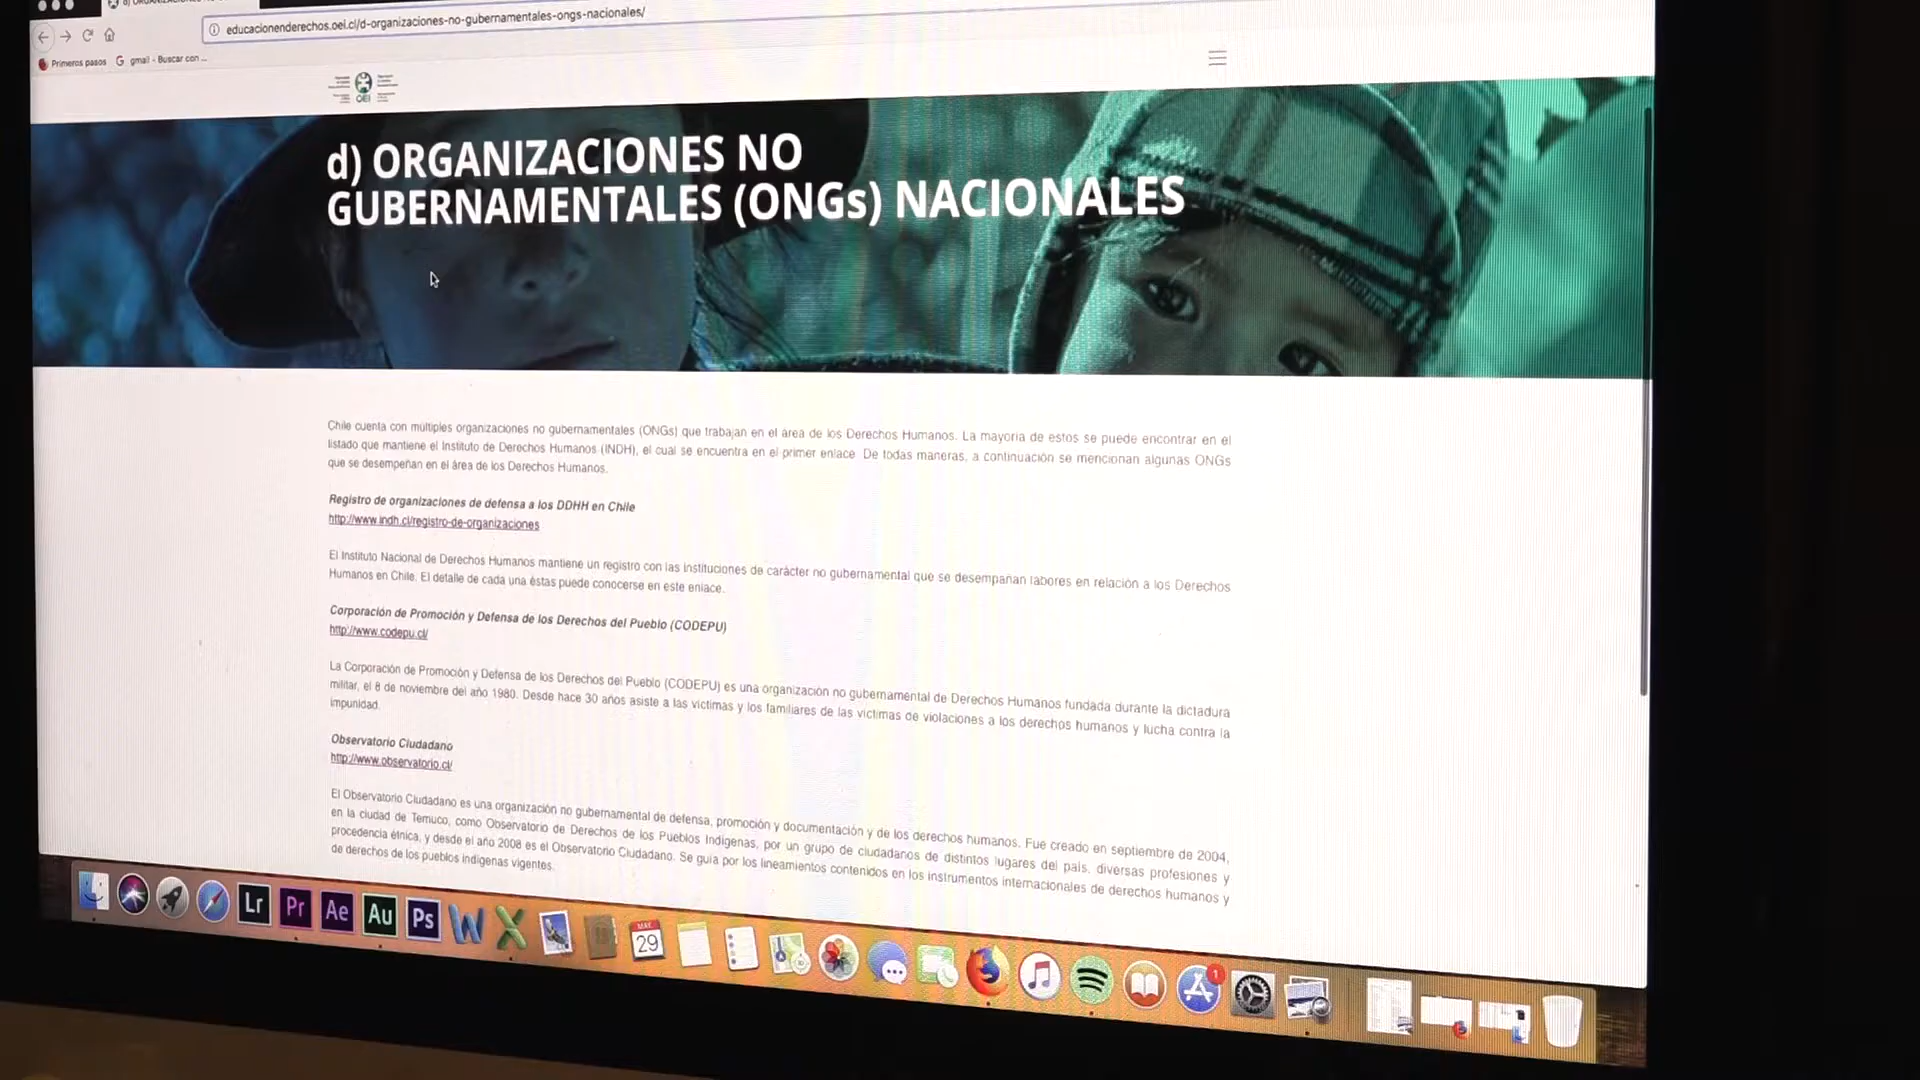 educacionenderechos.oei.cl/d-organizaciones-no-gubernamentales-ongs-nacionales/
Primeros pasos
gmail - Buscar con ...
OEI
d) ORGANIZACIONES NO
GUBERNAMENTALES (ONGs) NACIONALES
Chile cuenta con múltiples organizaciones no gubernamentales (ONGs) que trabajan en el área de los Derechos Humanos. La mayoría de estos se puede encontrar en el
listado que mantiene el Instituto de Derechos Humanos (INDH), el cual se encuentra en el primer enlace. De todas maneras, a continuación se mencionan algunas ONGs
que se desempeñan en el área de los Derechos Humanos.
Registro de organizaciones de defensa a los DDHH en Chile
http://www.indh.cl/registro-de-organizaciones
El Instituto Nacional de Derechos Humanos mantiene un registro con las instituciones de carácter no gubernamental que se desempañan labores en relación a los Derechos
Humanos en Chile. El detalle de cada una éstas puede conocerse en este enlace.
Corporación de Promoción y Defensa de los Derechos del Pueblo (CODEPU)
http://www.codepu.cl/
La Corporación de Promoción y Defensa de los Derechos del Pueblo (CODEPU) es una organización no gubernamental de Derechos Humanos fundada durante la dictadura
militar, el 8 de noviembre del año 1980. Desde hace 30 años asiste a las víctimas y los familiares de las víctimas de violaciones a los derechos humanos y lucha contra la
impunidad.
Observatorio Ciudadano
http://www.observatorio.cl/
El Observatorio Ciudadano es una organización no gubernamental de defensa, promoción y documentación y de los derechos humanos. Fue creado en septiembre de 2004,
en la ciudad de Temuco, como Observatorio de Derechos de los Pueblos Indígenas, por un grupo de ciudadanos de distintos lugares del país, diversas profesiones y
procedencia étnica, y desde el año 2008 es el Observatorio Ciudadano. Se guía por los lineamientos contenidos en los instrumentos internacionales de derechos humanos y
de derechos de los pueblos indígenas vigentes.
Lr
Pr
Ae
Au
Ps
29
1